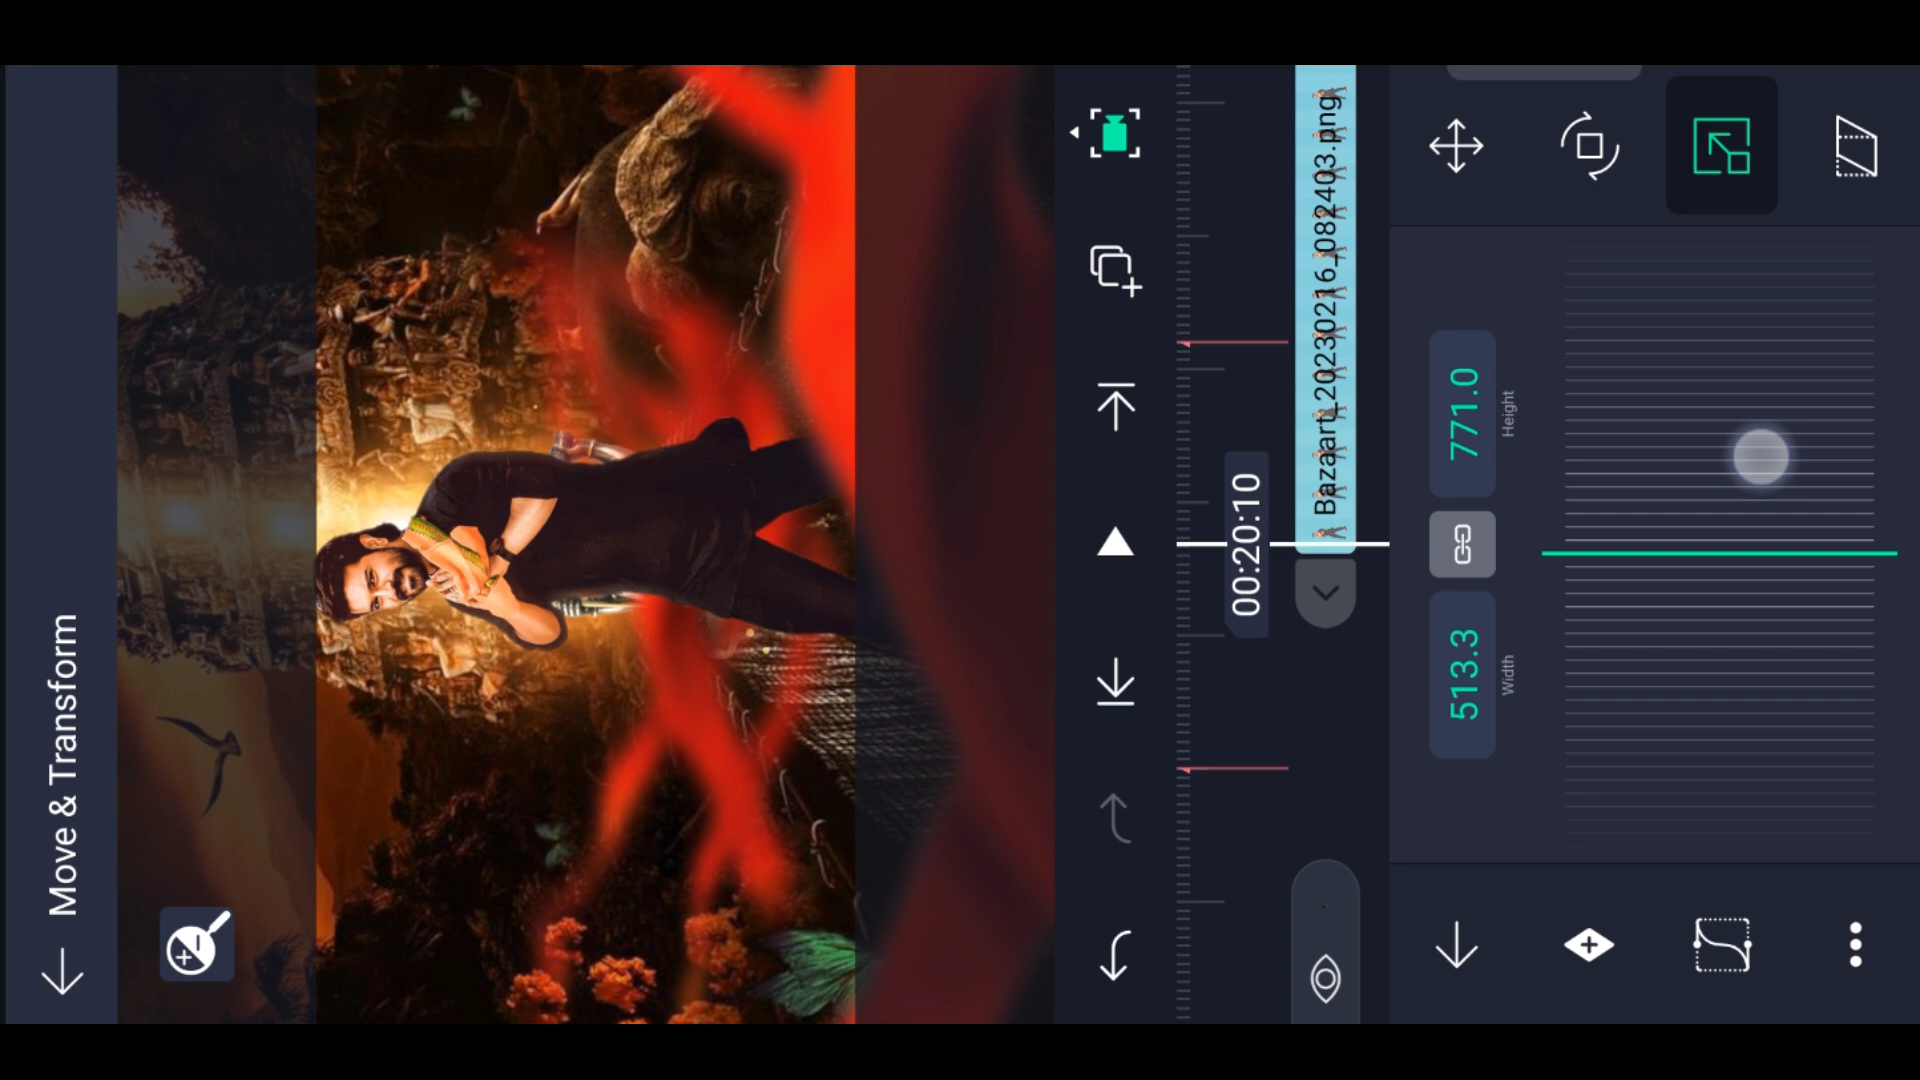 Move & Transform
00:20:10
Bazaart_20230216_082403.png
513.3
Width
771.0
Height